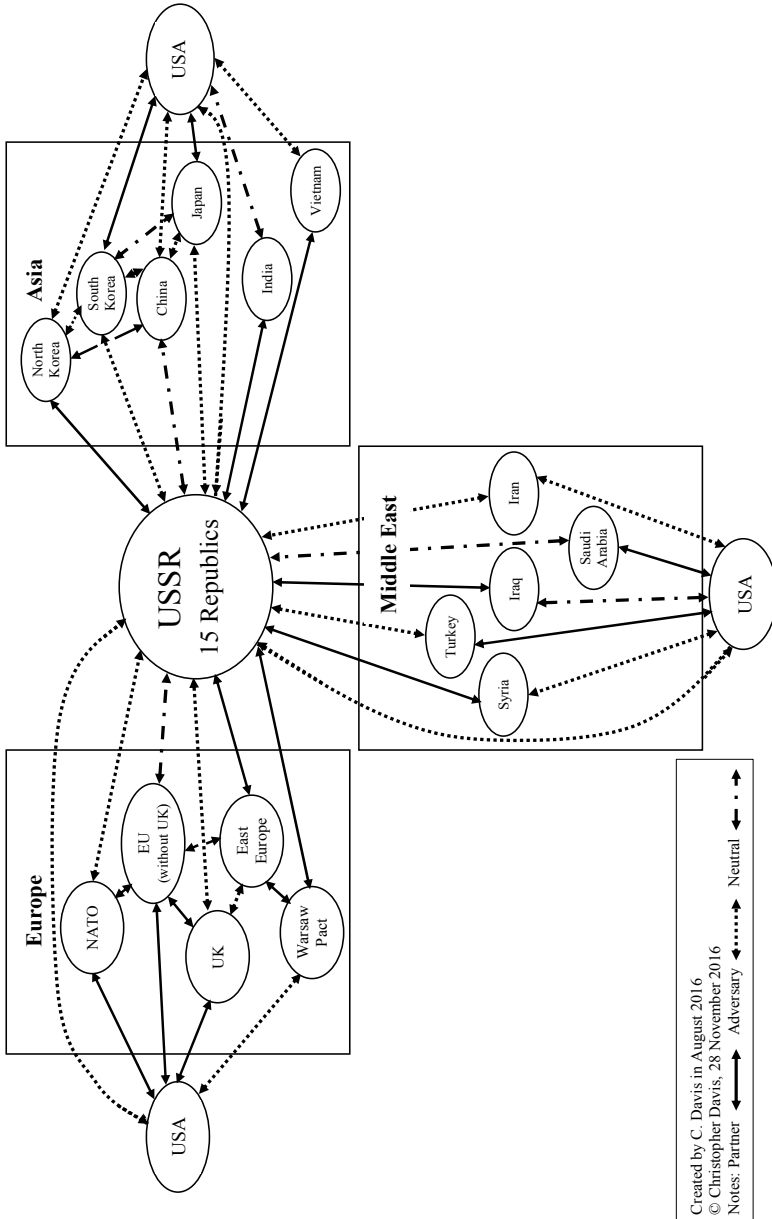 USSR
15 Republics
Europe
USA
NATO
EU
(without UK)
UK
East
Europe
Warsaw
Pact
Asia
North
Korea
South
Korea
China
Japan
India
Vietnam
USA
Middle East
Syria
Turkey
Iraq
Saudi
Arabia
Iran
USA
Created by C. Davis in August 2016
© Christopher Davis, 28 November 2016
Notes: Partner Adversary Neutral